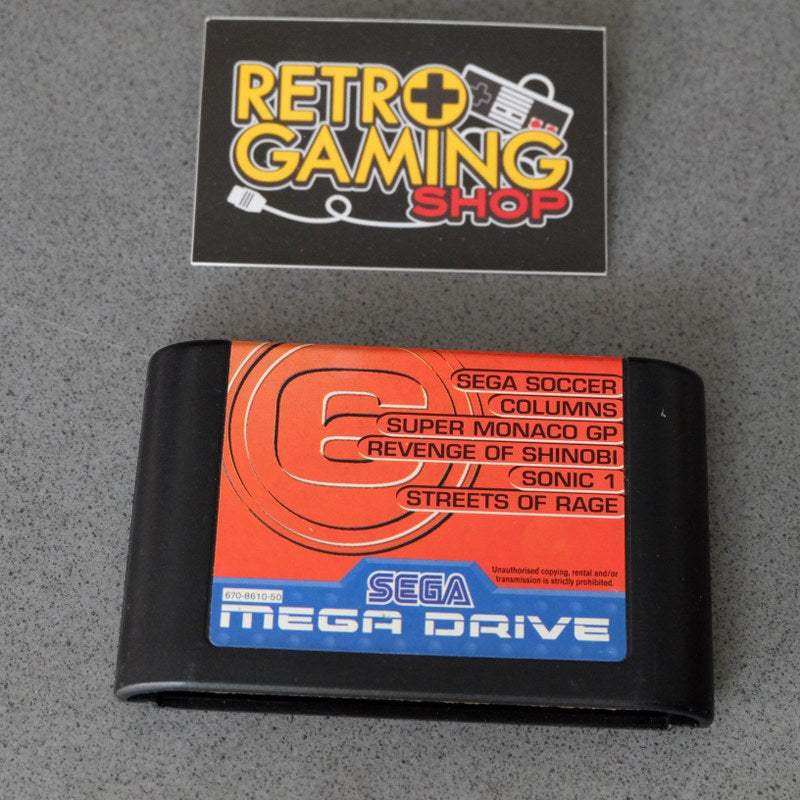 RETRO
GAMING
SHOP
6
SEGA SOCCER
COLUMNS
SUPER MONACO GP
REVENGE OF SHINOBI
SONIC 1
STREETS OF RAGE
Unauthorised copying, rental and/or
transmission is strictly prohibited.
SEGA
670-8610-50
MEGA DRIVE